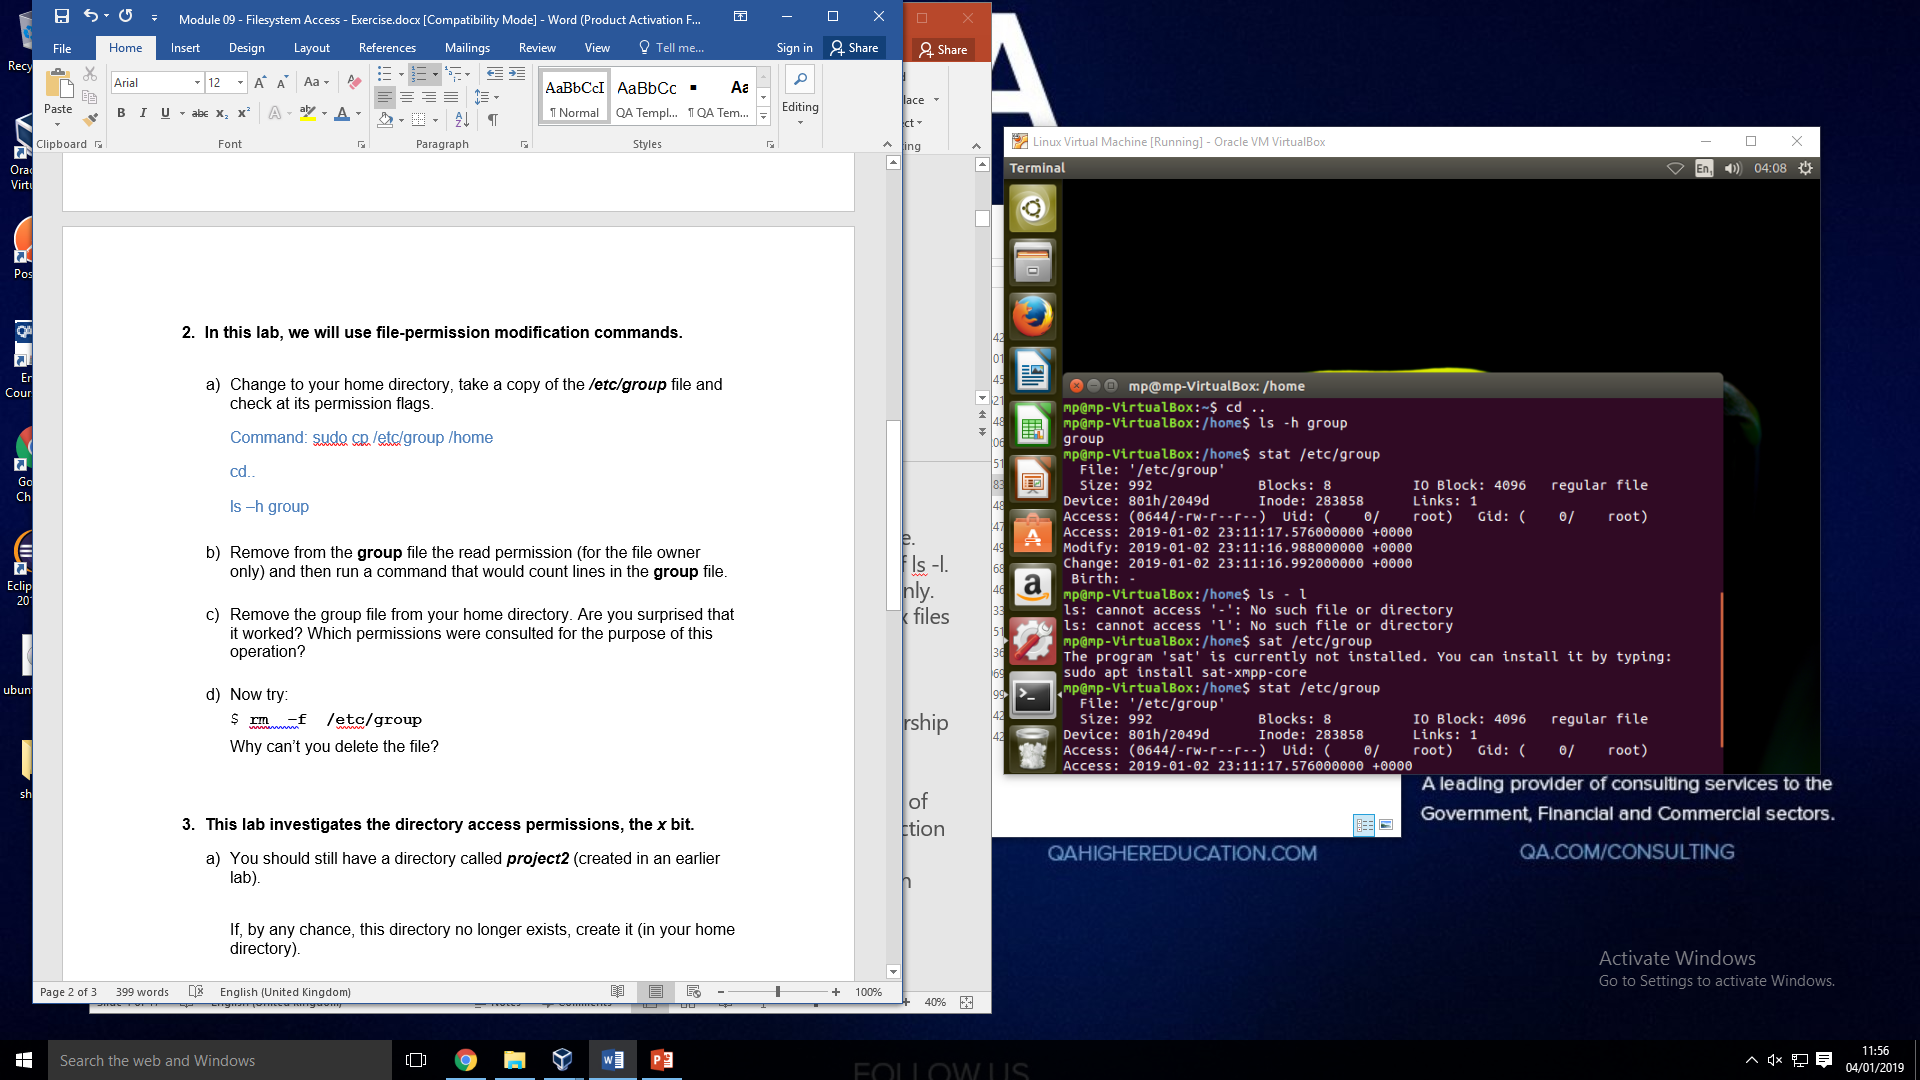 Module 09 - Filesystem Access - Exercise.docx [Compatibility Mode] - Word (Product Activation F...
File Home Insert Design Layout References Mailings Review View Tell me... Sign in Share
Share
Arial 12 Aa
Paste
B I U abc X₂ X² A A
AaBbCcI AaBbCc Aa
¶ Normal QA Templ... ¶ QA Tem...
Editing
Clipboard Font Paragraph Styles
2. In this lab, we will use file-permission modification commands.
a) Change to your home directory, take a copy of the /etc/group file and
check at its permission flags.
Command: sudo cp /etc/group /home
cd..
ls –h group
b) Remove from the group file the read permission (for the file owner
only) and then run a command that would count lines in the group file.
c) Remove the group file from your home directory. Are you surprised that
it worked? Which permissions were consulted for the purpose of this
operation?
d) Now try:
$ rm –f /etc/group
Why can't you delete the file?
3. This lab investigates the directory access permissions, the x bit.
a) You should still have a directory called project2 (created in an earlier
lab).
If, by any chance, this directory no longer exists, create it (in your home
directory).
Page 2 of 3 399 words English (United Kingdom) 100%
40%
f ls -l.
files
of
Linux Virtual Machine [Running] - Oracle VM VirtualBox
Terminal En 04:08
mp@mp-VirtualBox: /home
mp@mp-VirtualBox:~$ cd ..
mp@mp-VirtualBox:/home$ ls -h group
group
mp@mp-VirtualBox:/home$ stat /etc/group
File: '/etc/group'
Size: 992 Blocks: 8 IO Block: 4096 regular file
Device: 801h/2049d Inode: 283858 Links: 1
Access: (0644/-rw-r--r--) Uid: ( 0/ root) Gid: ( 0/ root)
Access: 2019-01-02 23:11:17.576000000 +0000
Modify: 2019-01-02 23:11:16.988000000 +0000
Change: 2019-01-02 23:11:16.992000000 +0000
Birth: -
mp@mp-VirtualBox:/home$ ls - l
ls: cannot access '-': No such file or directory
ls: cannot access 'l': No such file or directory
mp@mp-VirtualBox:/home$ sat /etc/group
The program 'sat' is currently not installed. You can install it by typing:
sudo apt install sat-xmpp-core
mp@mp-VirtualBox:/home$ stat /etc/group
File: '/etc/group'
Size: 992 Blocks: 8 IO Block: 4096 regular file
Device: 801h/2049d Inode: 283858 Links: 1
Access: (0644/-rw-r--r--) Uid: ( 0/ root) Gid: ( 0/ root)
Access: 2019-01-02 23:11:17.576000000 +0000
A leading provider of consulting services to the
Government, Financial and Commercial sectors.
QAHIGHEREDUCATION.COM QA.COM/CONSULTING
Activate Windows
Go to Settings to activate Windows.
FOLLOW US
Search the web and Windows
11:56
04/01/2019